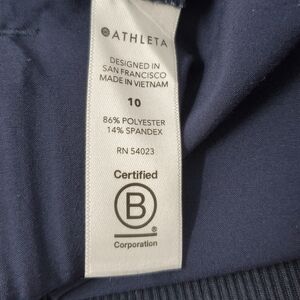 ATHLETA
DESIGNED IN
SAN FRANCISCO
MADE IN VIETNAM
10
86% POLYESTER
14% SPANDEX
RN 54023
Certified
B
®
Corporation